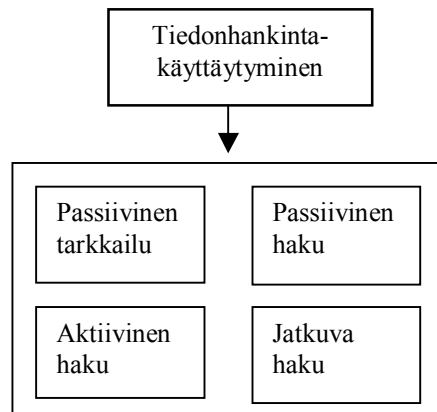 Tiedonhankinta-
käyttäytyminen
Passiivinen
tarkkailu
Passiivinen
haku
Aktiivinen
haku
Jatkuva
haku